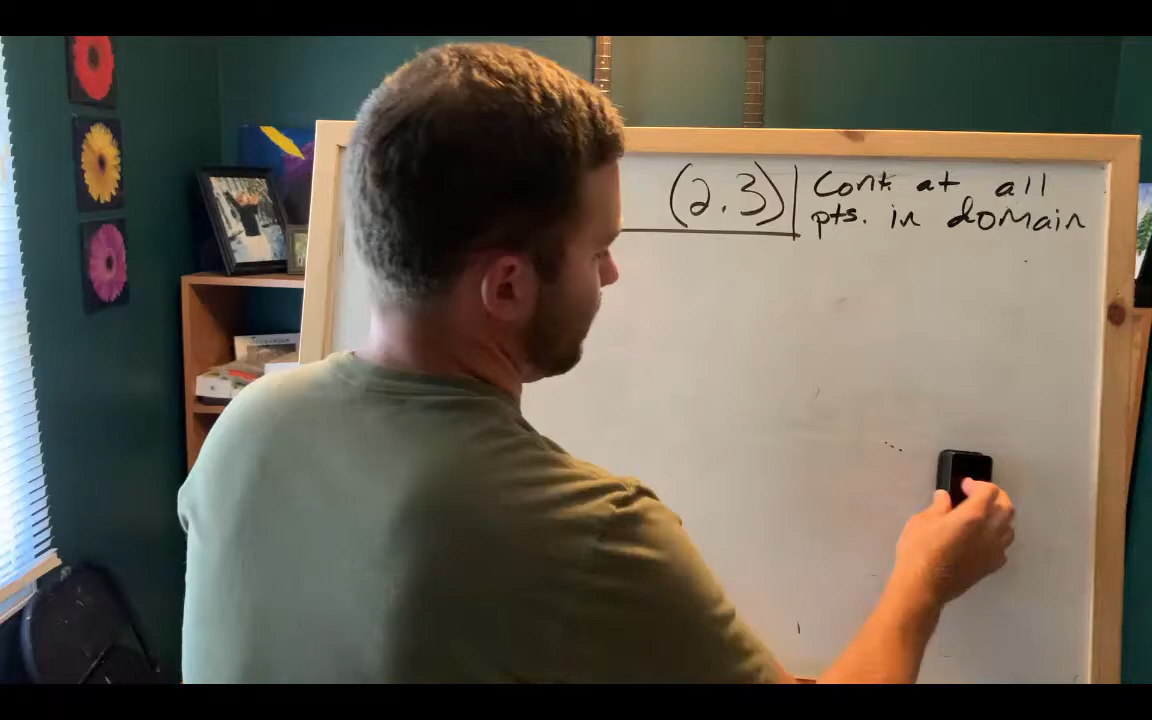 (2.3) Cont. at all
pts. in domain